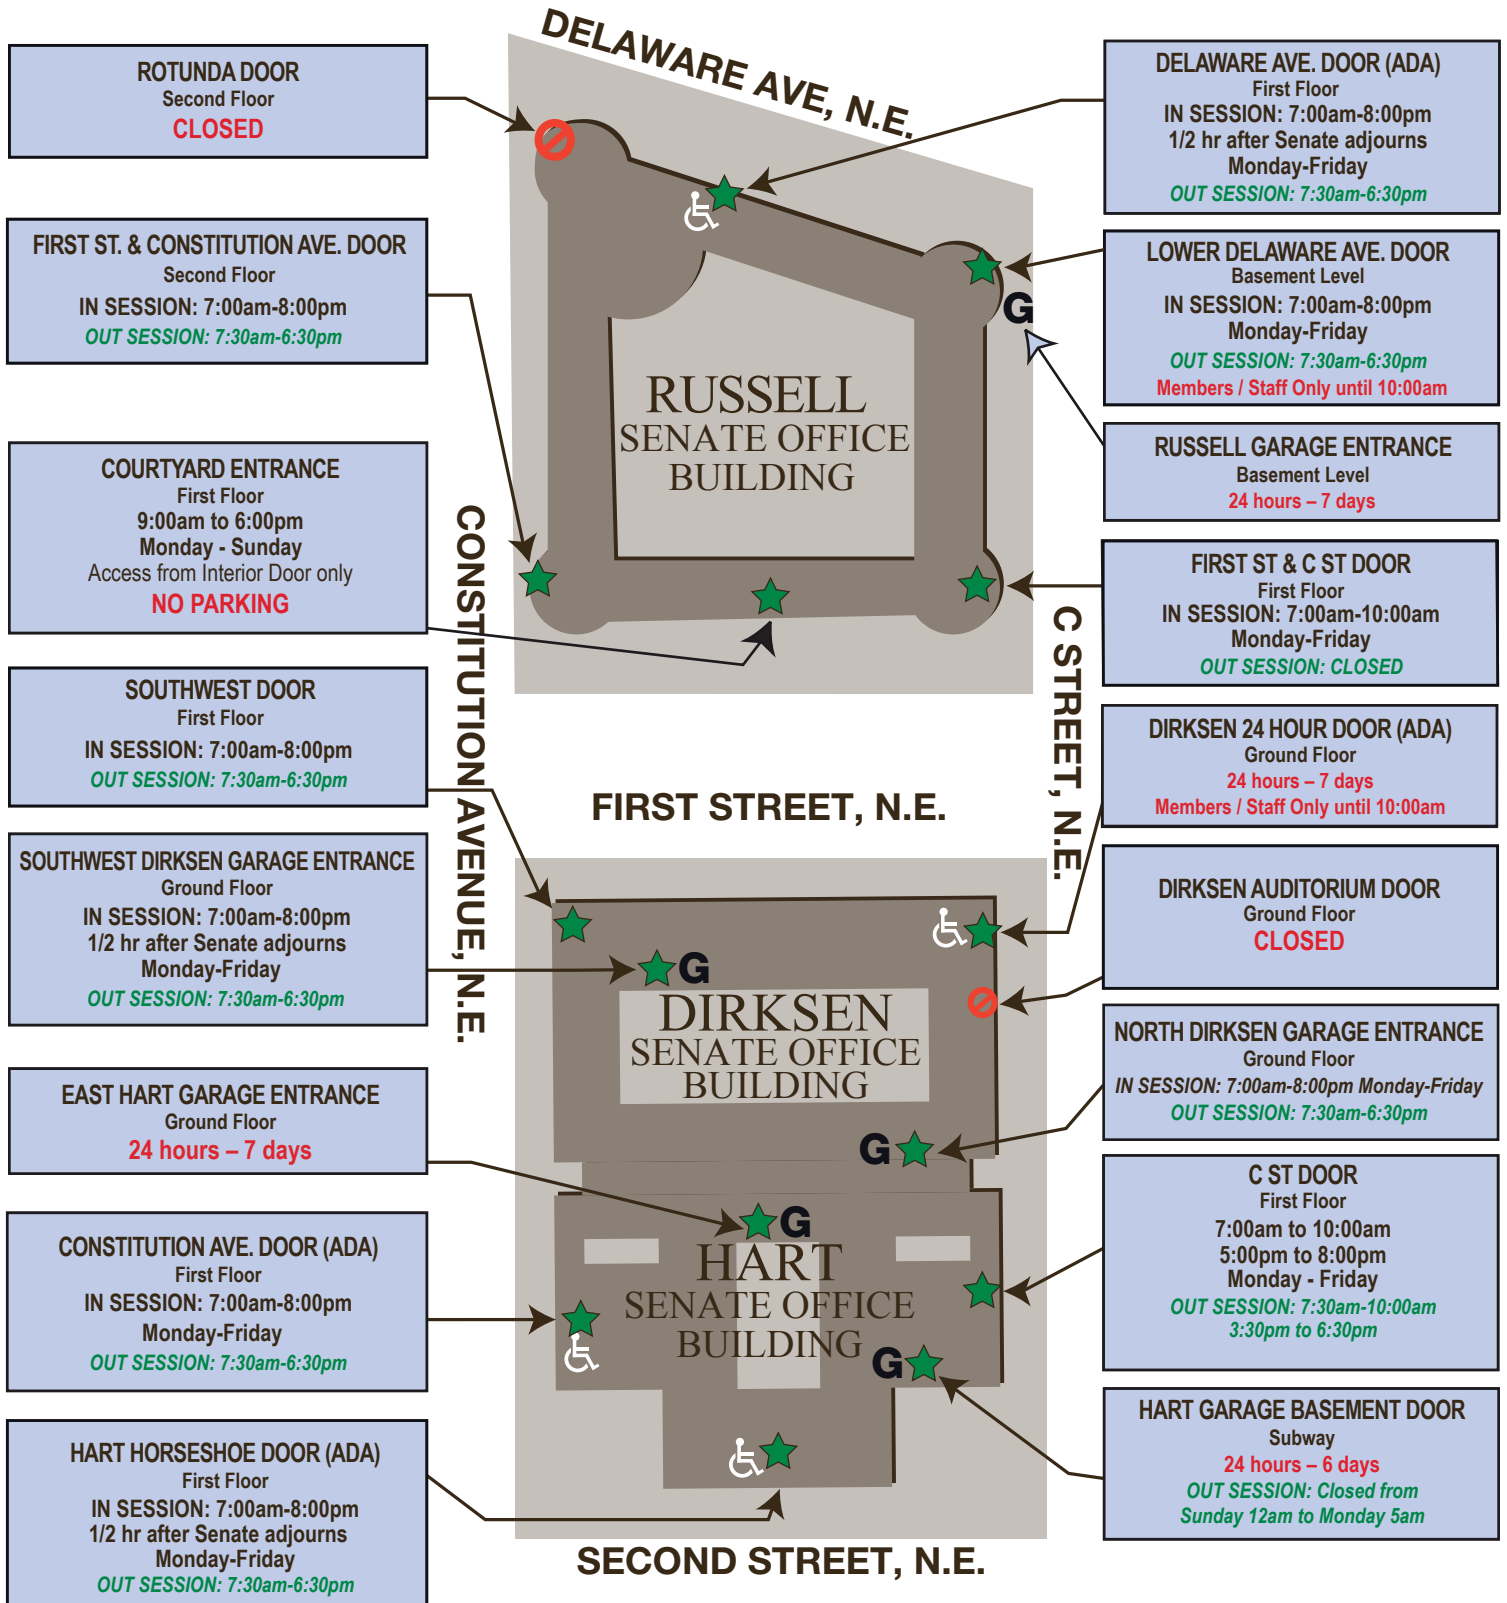 DELAWARE AVE, N.E.
ROTUNDA DOOR
Second Floor
CLOSED
FIRST ST. & CONSTITUTION AVE. DOOR
Second Floor
IN SESSION: 7:00am-8:00pm
OUT SESSION: 7:30am-6:30pm
COURTYARD ENTRANCE
First Floor
9:00am to 6:00pm
Monday - Sunday
Access from Interior Door only
NO PARKING
SOUTHWEST DOOR
First Floor
IN SESSION: 7:00am-8:00pm
OUT SESSION: 7:30am-6:30pm
SOUTHWEST DIRKSEN GARAGE ENTRANCE
Ground Floor
IN SESSION: 7:00am-8:00pm
1/2 hr after Senate adjourns
Monday-Friday
OUT SESSION: 7:30am-6:30pm
EAST HART GARAGE ENTRANCE
Ground Floor
24 hours – 7 days
CONSTITUTION AVE. DOOR (ADA)
First Floor
IN SESSION: 7:00am-8:00pm
Monday-Friday
OUT SESSION: 7:30am-6:30pm
HART HORSESHOE DOOR (ADA)
First Floor
IN SESSION: 7:00am-8:00pm
1/2 hr after Senate adjourns
Monday-Friday
OUT SESSION: 7:30am-6:30pm
CONSTITUTION AVENUE, N.E.
G
RUSSELL
SENATE OFFICE
BUILDING
FIRST STREET, N.E.
G
DIRKSEN
SENATE OFFICE
BUILDING
G
G
HART
SENATE OFFICE
BUILDING
G
SECOND STREET, N.E.
C STREET, N.E.
DELAWARE AVE. DOOR (ADA)
First Floor
IN SESSION: 7:00am-8:00pm
1/2 hr after Senate adjourns
Monday-Friday
OUT SESSION: 7:30am-6:30pm
LOWER DELAWARE AVE. DOOR
Basement Level
IN SESSION: 7:00am-8:00pm
Monday-Friday
OUT SESSION: 7:30am-6:30pm
Members / Staff Only until 10:00am
RUSSELL GARAGE ENTRANCE
Basement Level
24 hours – 7 days
FIRST ST & C ST DOOR
First Floor
IN SESSION: 7:00am-10:00am
Monday-Friday
OUT SESSION: CLOSED
DIRKSEN 24 HOUR DOOR (ADA)
Ground Floor
24 hours – 7 days
Members / Staff Only until 10:00am
DIRKSEN AUDITORIUM DOOR
Ground Floor
CLOSED
NORTH DIRKSEN GARAGE ENTRANCE
Ground Floor
IN SESSION: 7:00am-8:00pm Monday-Friday
OUT SESSION: 7:30am-6:30pm
C ST DOOR
First Floor
7:00am to 10:00am
5:00pm to 8:00pm
Monday - Friday
OUT SESSION: 7:30am-10:00am
3:30pm to 6:30pm
HART GARAGE BASEMENT DOOR
Subway
24 hours – 6 days
OUT SESSION: Closed from
Sunday 12am to Monday 5am